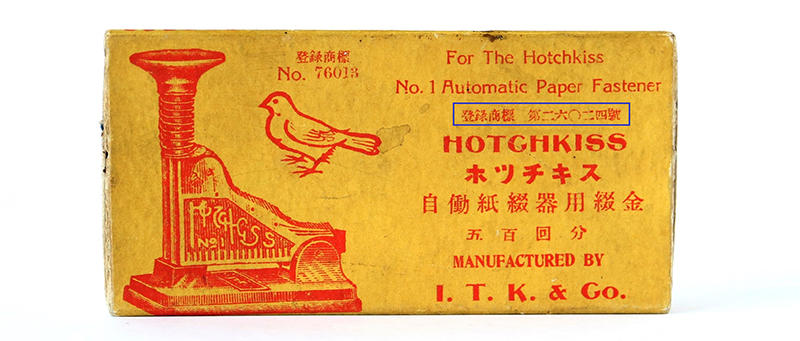 登録商標
No. 76013
For The Hotchkiss
No. 1 Automatic Paper Fastener
登録商標 第二六〇二四號
HOTCHKISS
ホツチキス
自働紙綴器用綴金
五百回分
MANUFACTURED BY
I. T. K. & Co.
HOTCHKISS
No 1